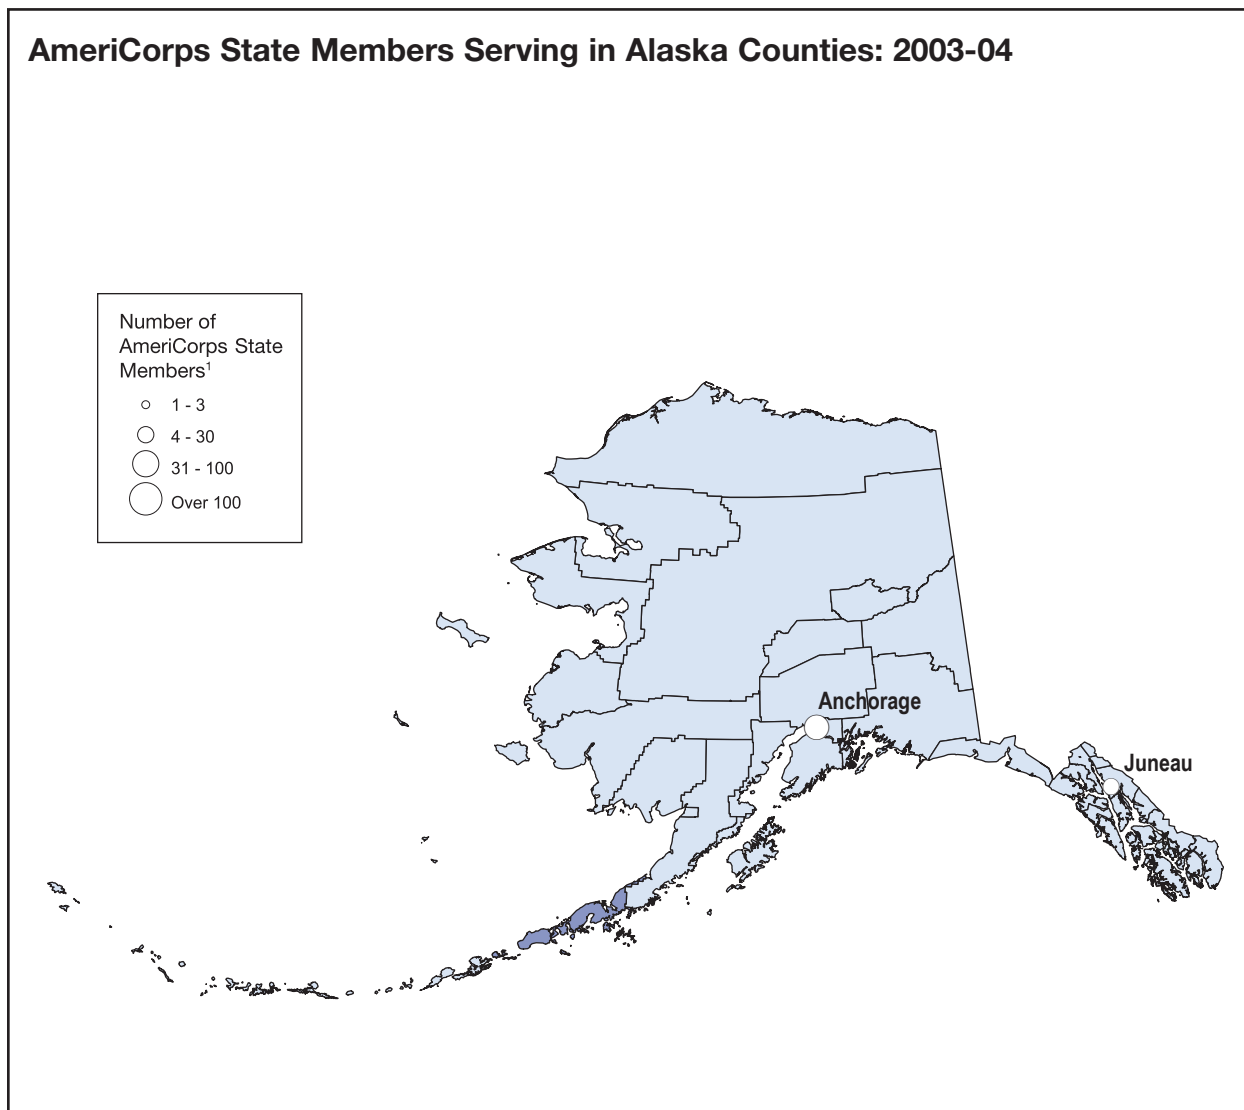 AmeriCorps State Members Serving in Alaska Counties: 2003-04
Number of
AmeriCorps State
Members¹
1 - 3
4 - 30
31 - 100
Over 100
Anchorage
Juneau